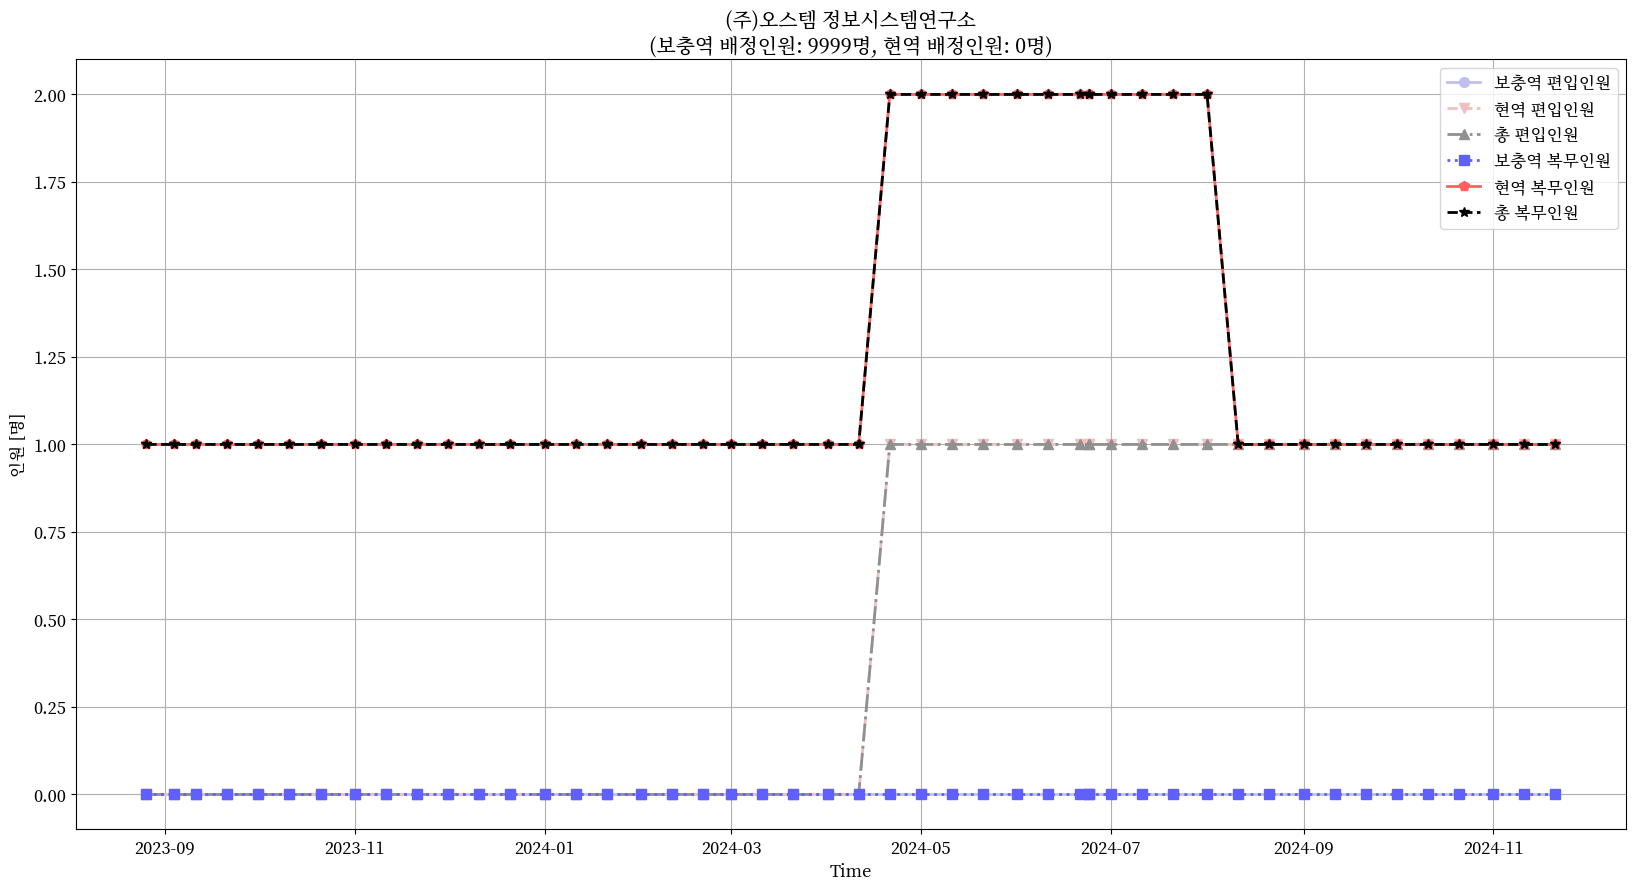 (주)오스템 정보시스템연구소
(보충역 배정인원: 9999명, 현역 배정인원: 0명)
보충역 편입인원
현역 편입인원
총 편입인원
보충역 복무인원
현역 복무인원
총 복무인원
인원 [명]
2.00
1.75
1.50
1.25
1.00
0.75
0.50
0.25
0.00
2023-09
2023-11
2024-01
2024-03
2024-05
2024-07
2024-09
2024-11
Time